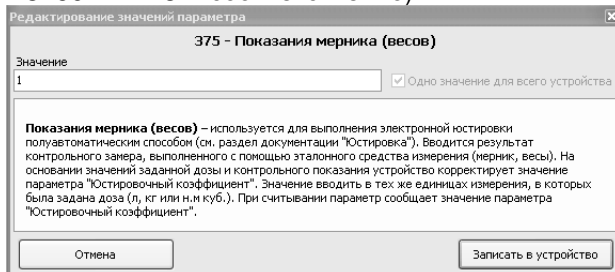 Редактирование значений параметра
375 - Показания мерника (весов)
Значение
1
Одно значение для всего устройства
Показания мерника (весов) – используется для выполнения электронной юстировки
полуавтоматическим способом (см. раздел документации "Юстировка"). Вводится результат
контрольного замера, выполненного с помощью эталонного средства измерения (мерник, весы). На
основании значений заданной дозы и контрольного показания устройство корректирует значение
параметра "Юстировочный коэффициент". Значение вводить в тех же единицах измерения, в которых
была задана доза (л, кг или н.м куб.). При считывании параметр сообщает значение параметра
"Юстировочный коэффициент".
Отмена
Записать в устройство